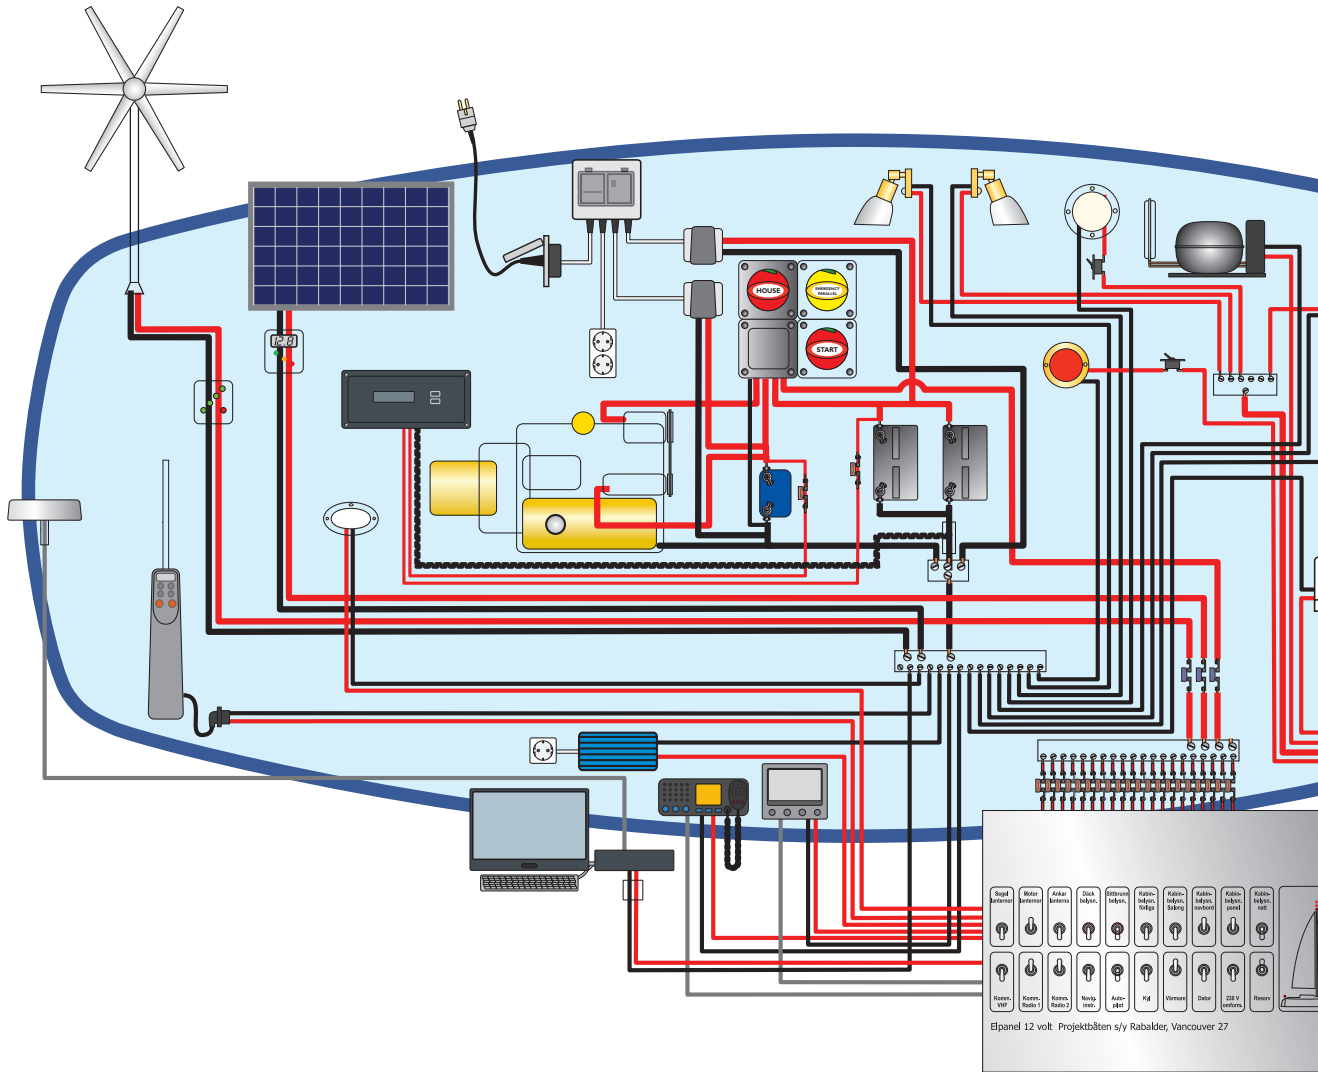 12.8
HOUSE
EMERGENCY
PARALLEL
START
Segel
lanternor
Motor
lanternor
Ankar
lanterna
Däck
belysn.
Sittbrunn
belysn.
Kabin-
belysn.
förliga
Kabin-
belysn.
Salong
Kabin-
belysn.
navbord
Kabin-
belysn.
panel
Kabin-
belysn.
natt
Komm.
VHF
Komm.
Radio 1
Komm.
Radio 2
Navig.
instr.
Auto-
pilot
Kyl
Värmare
Dator
230 V
omform.
Reserv
Elpanel 12 volt Projektbåten s/y Rabalder, Vancouver 27